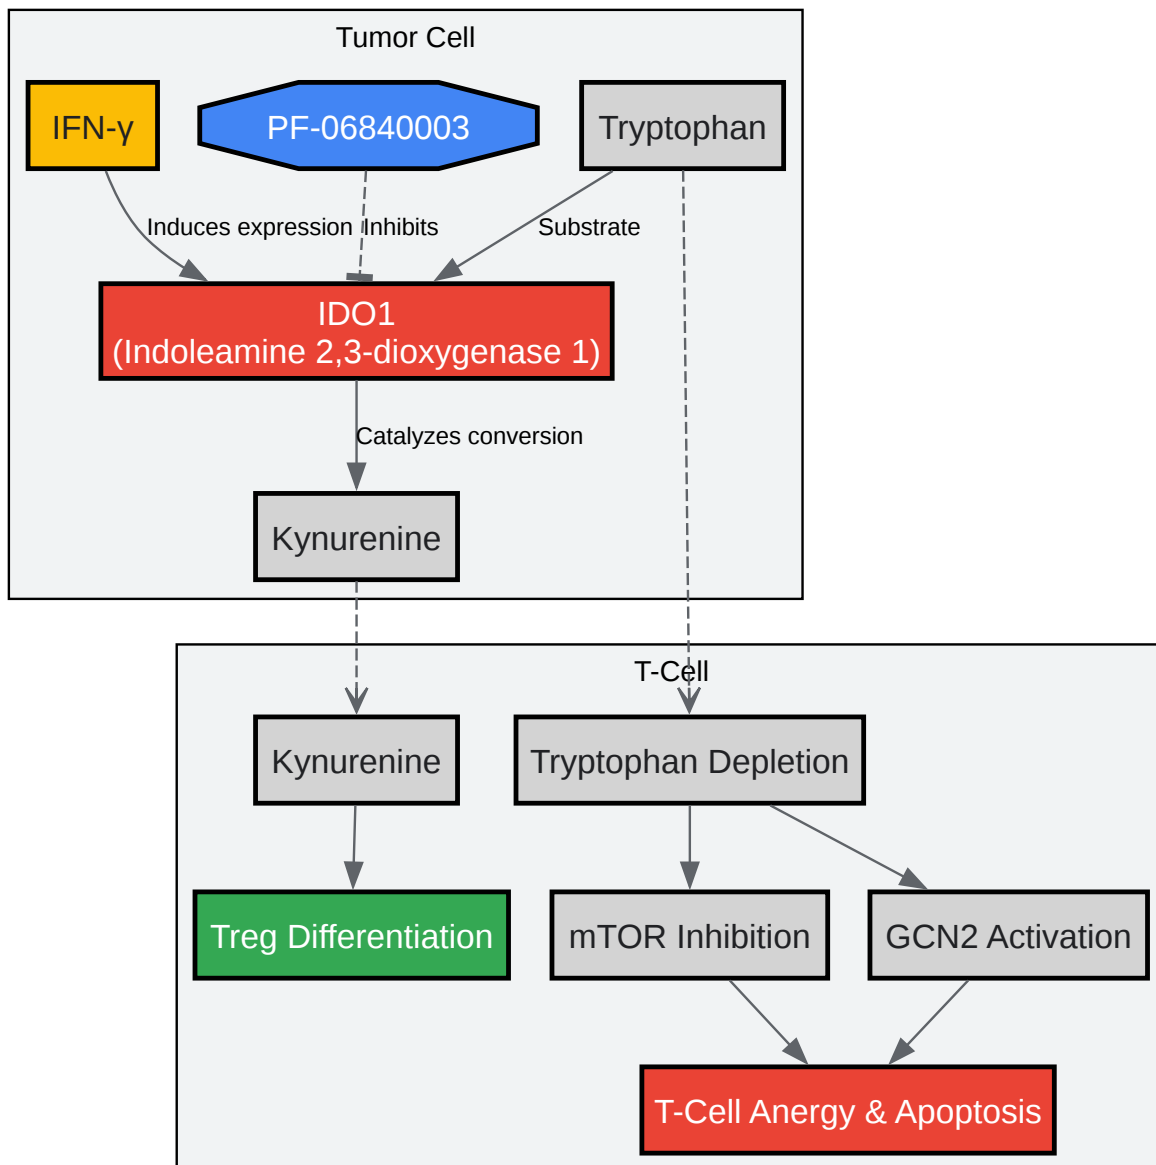 Tumor Cell
IFN-γ
PF-06840003
Tryptophan
Induces expression
Inhibits
Substrate
IDO1
(Indoleamine 2,3-dioxygenase 1)
Catalyzes conversion
Kynurenine
T-Cell
Kynurenine
Tryptophan Depletion
Treg Differentiation
mTOR Inhibition
GCN2 Activation
T-Cell Anergy & Apoptosis